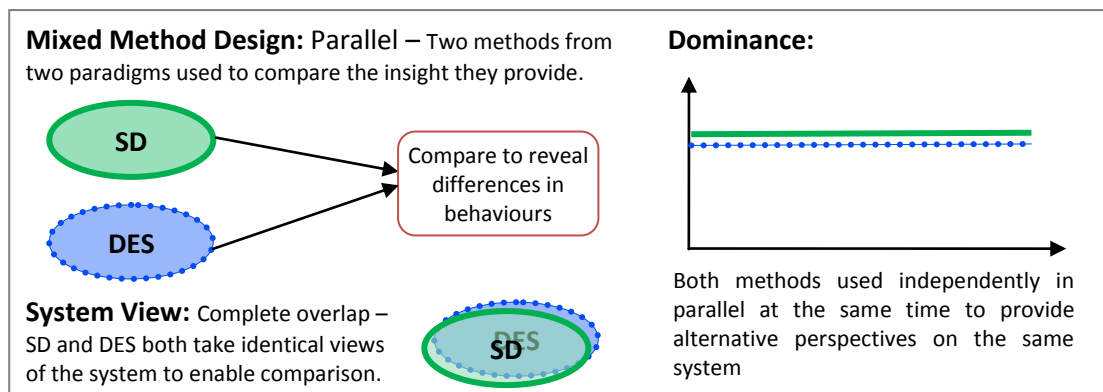 Mixed Method Design: Parallel – Two methods from
two paradigms used to compare the insight they provide.
SD
DES
Compare to reveal
differences in
behaviours
System View: Complete overlap –
SD and DES both take identical views
of the system to enable comparison.
DES
SD
Dominance:
Both methods used independently in
parallel at the same time to provide
alternative perspectives on the same
system